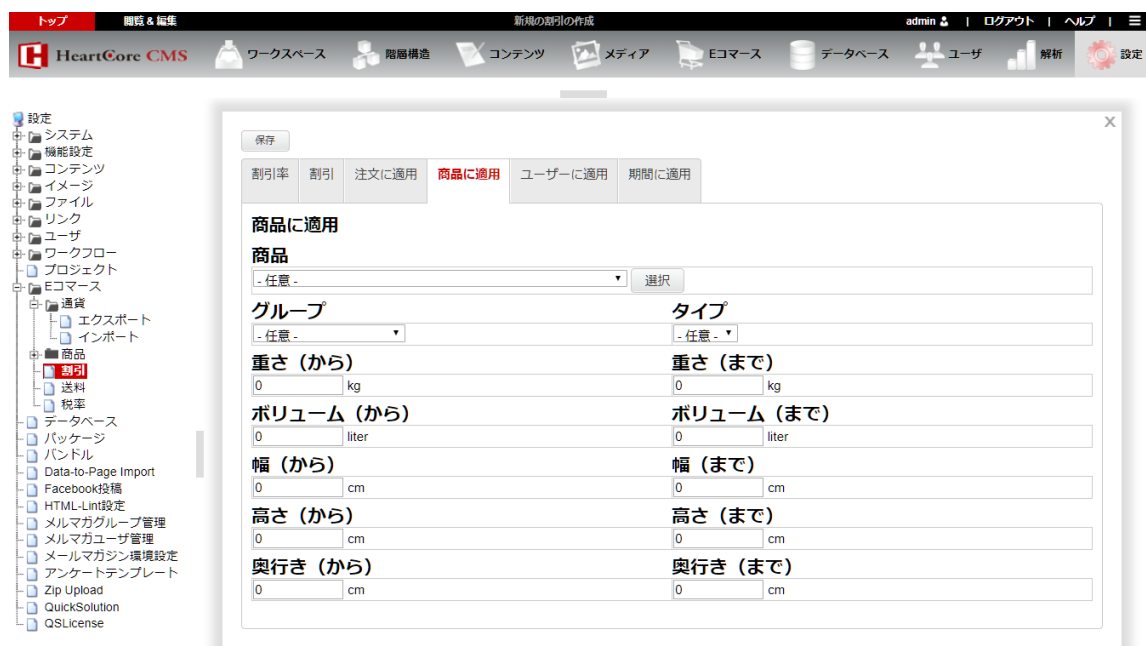 トップ 閲覧 & 編集 新規の割引の作成 admin | ログアウト | ヘルプ |
HeartCore CMS ワークスペース 階層構造 コンテンツ メディア Eコマース データベース ユーザ 解析 設定
設定
システム
機能設定
コンテンツ
イメージ
ファイル
リンク
ユーザ
ワークフロー
プロジェクト
Eコマース
通貨
エクスポート
インポート
商品
割引
送料
税率
データベース
パッケージ
バンドル
Data-to-Page Import
Facebook投稿
HTML-Lint設定
メルマガグループ管理
メルマガユーザ管理
メールマガジン環境設定
アンケートテンプレート
Zip Upload
QuickSolution
QSLicense
X
保存
割引率 割引 注文に適用 商品に適用 ユーザーに適用 期間に適用
商品に適用
商品
- 任意 - 選択
グループ タイプ
- 任意 - - 任意 -
重さ（から） 重さ（まで）
0 kg 0 kg
ボリューム（から） ボリューム（まで）
0 liter 0 liter
幅（から） 幅（まで）
0 cm 0 cm
高さ（から） 高さ（まで）
0 cm 0 cm
奥行き（から） 奥行き（まで）
0 cm 0 cm